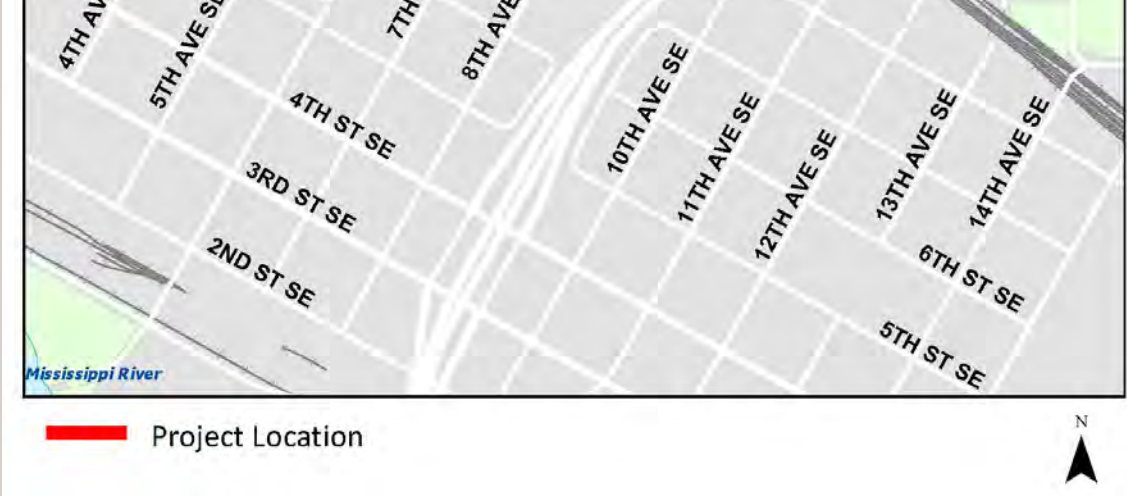 4TH AV
5TH AVE SE
7TH
8TH AVE
4TH ST SE
3RD ST SE
2ND ST SE
10TH AVE SE
11TH AVE SE
12TH AVE SE
13TH AVE SE
14TH AVE SE
6TH ST SE
5TH ST SE
Mississippi River
Project Location
N